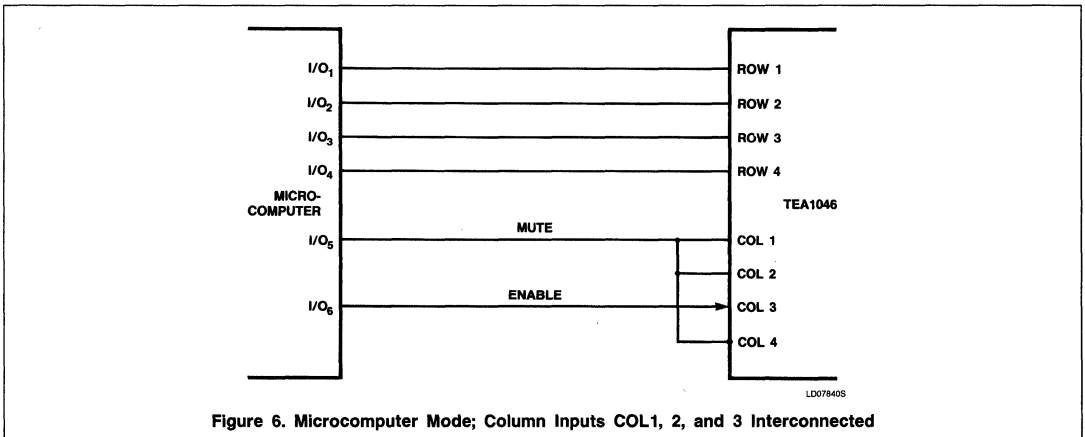 I/O1 ROW 1
I/O2 ROW 2
I/O3 ROW 3
I/O4 ROW 4
MICRO-
COMPUTER
TEA1046
MUTE
I/O5 COL 1
COL 2
ENABLE
I/O6 COL 3
COL 4
LD07840S
Figure 6. Microcomputer Mode; Column Inputs COL1, 2, and 3 Interconnected